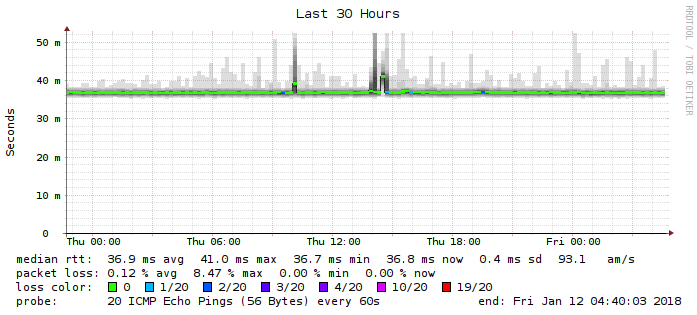 Last 30 Hours
RRDTOOL / TOBI OETIKER
Seconds
50 m
40 m
30 m
20 m
10 m
0
Thu 00:00 Thu 06:00 Thu 12:00 Thu 18:00 Fri 00:00
median rtt: 36.9 ms avg 41.0 ms max 36.7 ms min 36.8 ms now 0.4 ms sd 93.1 am/s
packet loss: 0.12 % avg 8.47 % max 0.00 % min 0.00 % now
loss color: 0 1/20 2/20 3/20 4/20 10/20 19/20
probe: 20 ICMP Echo Pings (56 Bytes) every 60s end: Fri Jan 12 04:40:03 2018